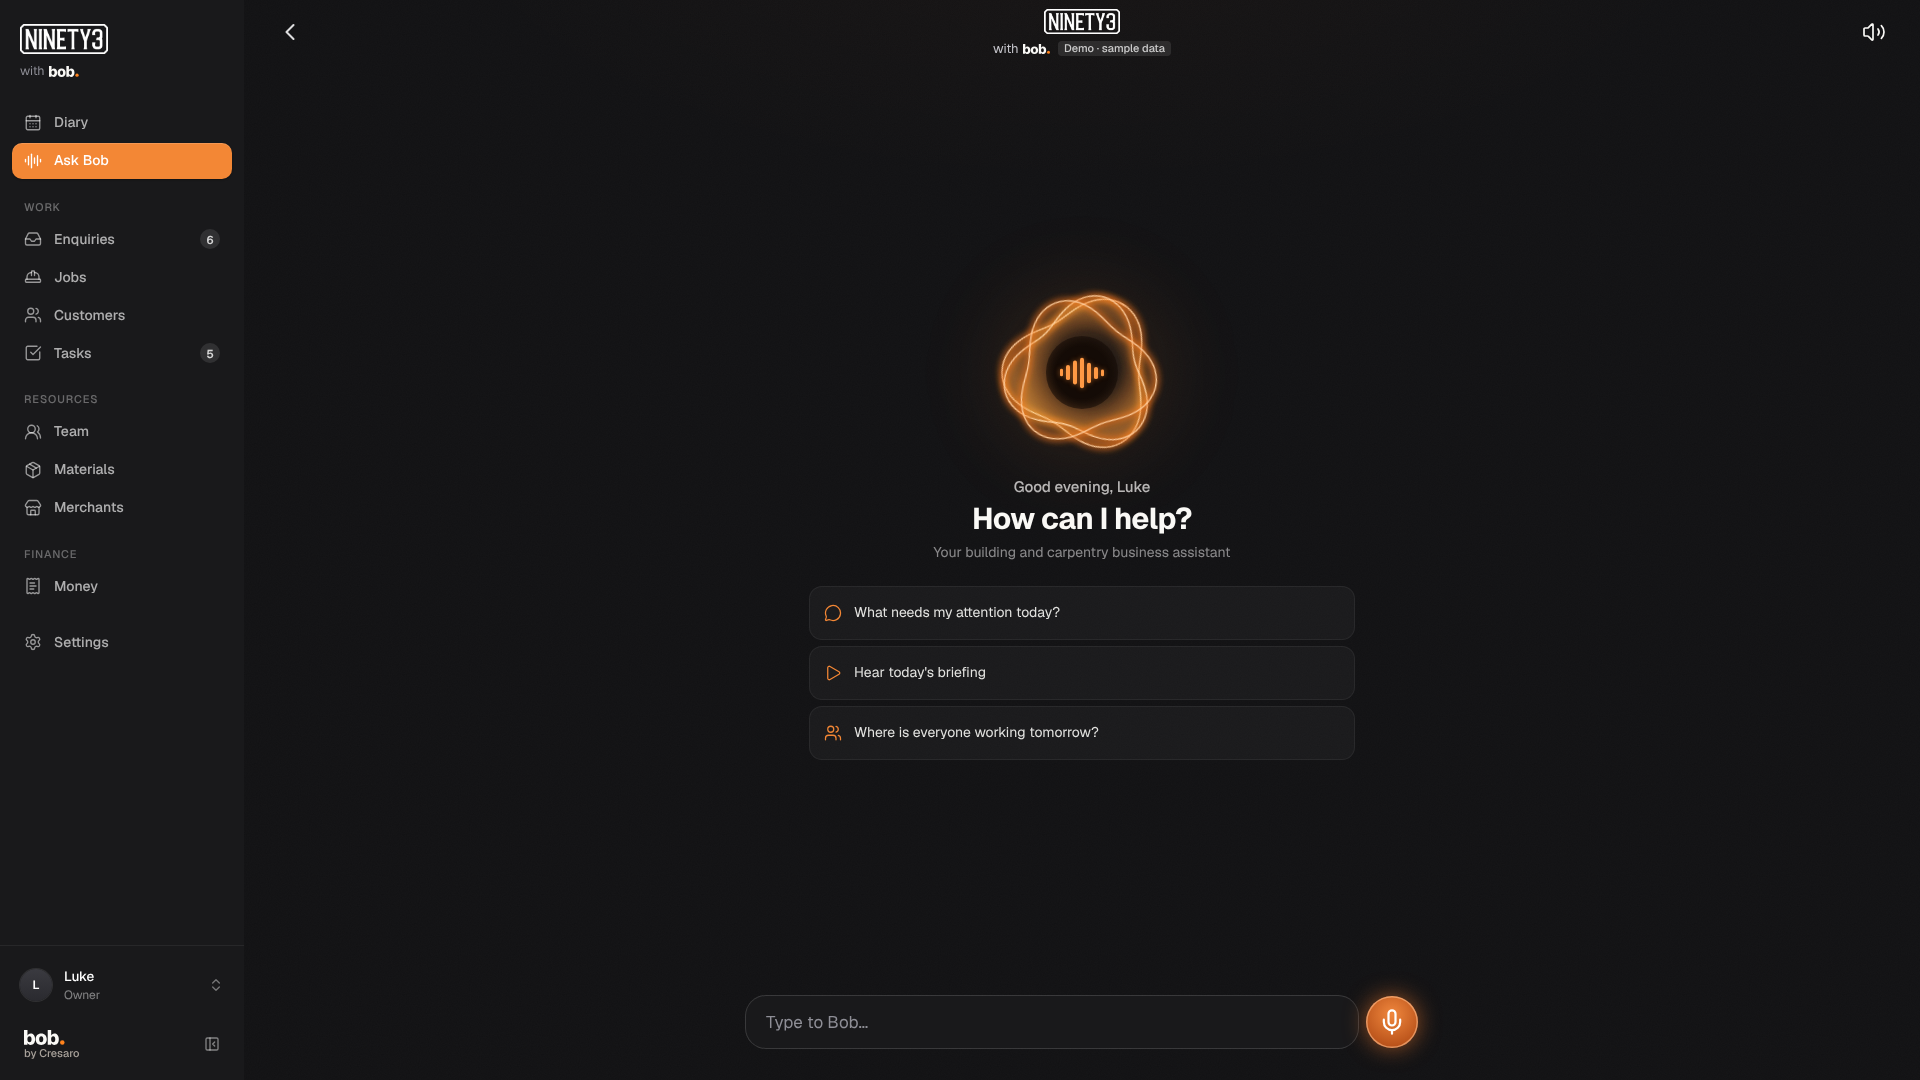 NINETY3
with bob.
Diary
Ask Bob
WORK
Enquiries 6
Jobs
Customers
Tasks 5
RESOURCES
Team
Materials
Merchants
FINANCE
Money
Settings
L
Luke
Owner
bob.
by Cresaro
NINETY3
with bob. Demo · sample data
Good evening, Luke
How can I help?
Your building and carpentry business assistant
What needs my attention today?
Hear today's briefing
Where is everyone working tomorrow?
Type to Bob...